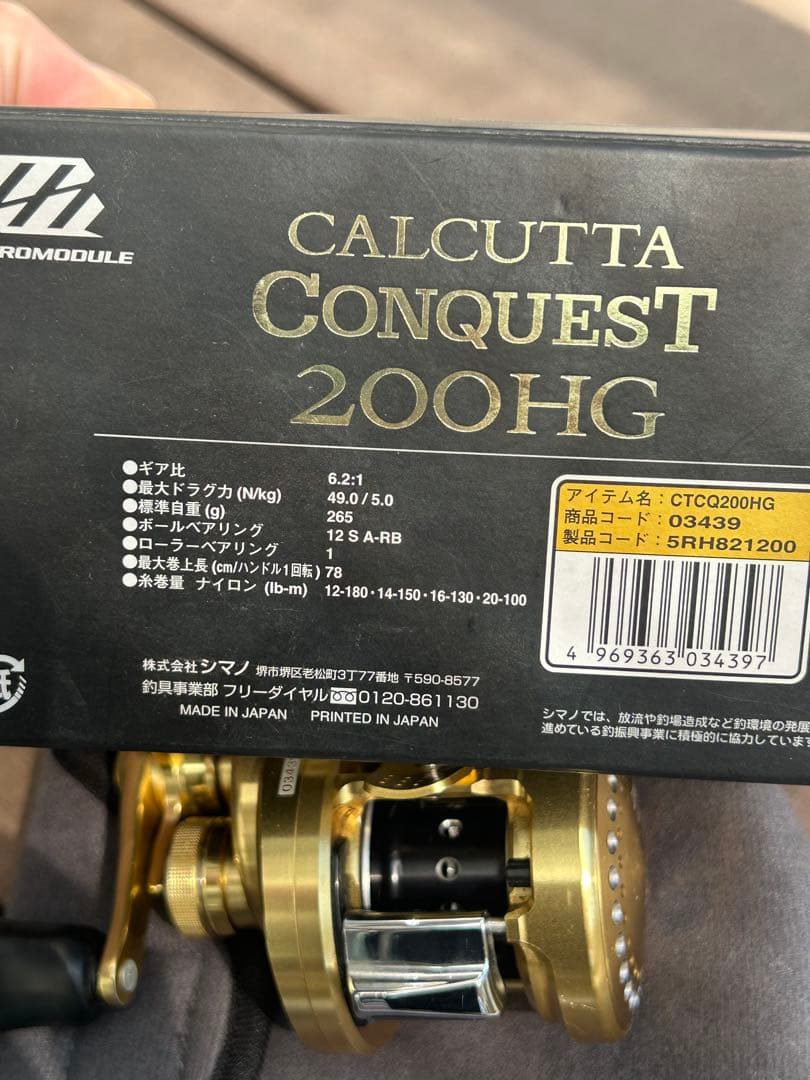 ROMODULE
CALCUTTA
CONQUEST
200HG
●ギア比 6.2:1
●最大ドラグ力(N/kg) 49.0 / 5.0
●標準自重(g) 265
●ボールベアリング 12 S A-RB
●ローラーベアリング 1
●最大巻上長(cm/ハンドル1回転) 78
●糸巻量 ナイロン(lb-m) 12-180・14-150・16-130・20-100
アイテム名:CTCQ200HG
商品コード:03439
製品コード:5RH821200
4 969363 034397
株式会社シマノ 堺市堺区老松町3丁77番地 〒590-8577
釣具事業部 フリーダイヤル 0120-861130
MADE IN JAPAN PRINTED IN JAPAN
シマノでは、放流や釣場造成など釣環境の発展
進めている釣振興事業に積極的に協力しています
紙
0343